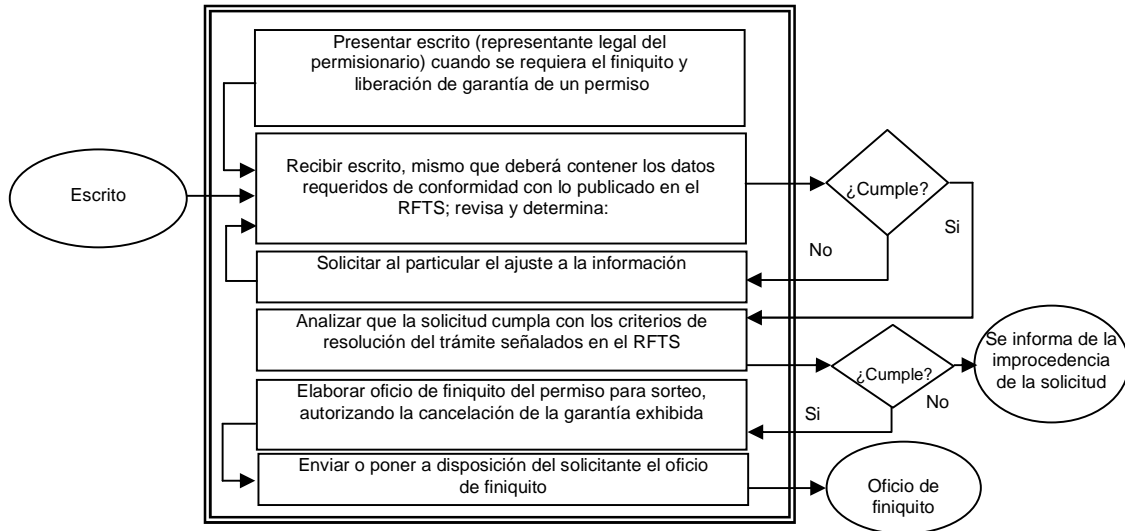 Presentar escrito (representante legal del
permisionario) cuando se requiera el finiquito y
liberación de garantía de un permiso
Escrito
Recibir escrito, mismo que deberá contener los datos
requeridos de conformidad con lo publicado en el
RFTS; revisa y determina:
¿Cumple?
Si
No
Solicitar al particular el ajuste a la información
Analizar que la solicitud cumpla con los criterios de
resolución del trámite señalados en el RFTS
¿Cumple?
Se informa de la
improcedencia
de la solicitud
No
Si
Elaborar oficio de finiquito del permiso para sorteo,
autorizando la cancelación de la garantía exhibida
Enviar o poner a disposición del solicitante el oficio
de finiquito
Oficio de
finiquito